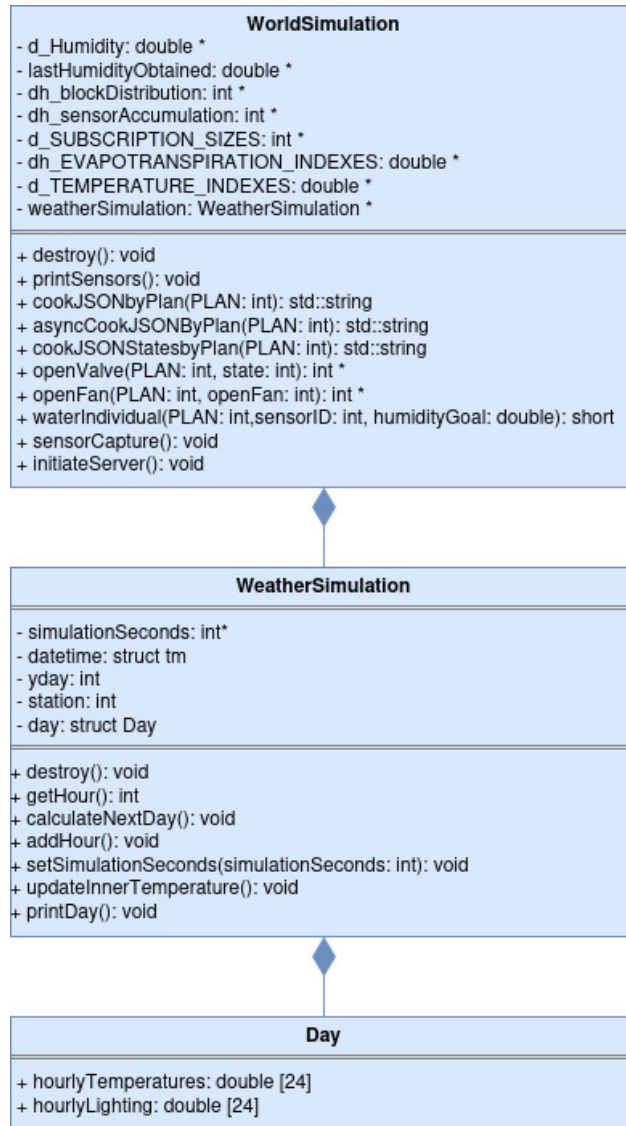 WorldSimulation
- d_Humidity: double *
- lastHumidityObtained: double *
- dh_blockDistribution: int *
- dh_sensorAccumulation: int *
- d_SUBSCRIPTION_SIZES: int *
- dh_EVAPOTRANSPIRATION_INDEXES: double *
- d_TEMPERATURE_INDEXES: double *
- weatherSimulation: WeatherSimulation *
+ destroy(): void
+ printSensors(): void
+ cookJSONbyPlan(PLAN: int): std::string
+ asyncCookJSONByPlan(PLAN: int): std::string
+ cookJSONStatesbyPlan(PLAN: int): std::string
+ openValve(PLAN: int, state: int): int *
+ openFan(PLAN: int, openFan: int): int *
+ waterIndividual(PLAN: int,sensorID: int, humidityGoal: double): short
+ sensorCapture(): void
+ initiateServer(): void
WeatherSimulation
- simulationSeconds: int*
- datetime: struct tm
- yday: int
- station: int
- day: struct Day
+ destroy(): void
+ getHour(): int
+ calculateNextDay(): void
+ addHour(): void
+ setSimulationSeconds(simulationSeconds: int): void
+ updateInnerTemperature(): void
+ printDay(): void
Day
+ hourlyTemperatures: double [24]
+ hourlyLighting: double [24]